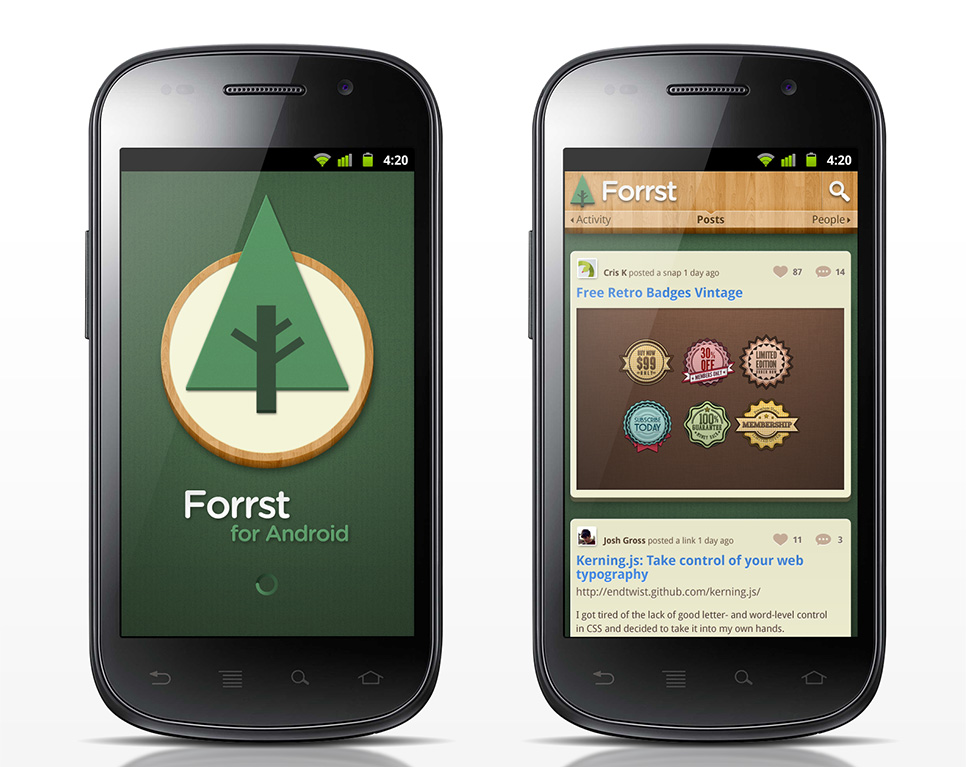 4:20
Forrst
for Android
4:20
Forrst
Activity Posts People
Cris K posted a snap 1 day ago 87 14
Free Retro Badges Vintage
BUY NOW
$99
ONLY
30%
OFF
MEMBERS ONLY
LIMITED
EDITION
SUBSCRIBE
TODAY
100%
GUARANTEE
MONEY BACK
MEMBERSHIP
Josh Gross posted a link 1 day ago 11 3
Kerning.js: Take control of your web
typography
http://endtwist.github.com/kerning.js/
I got tired of the lack of good letter- and word-level control
in CSS and decided to take it into my own hands.